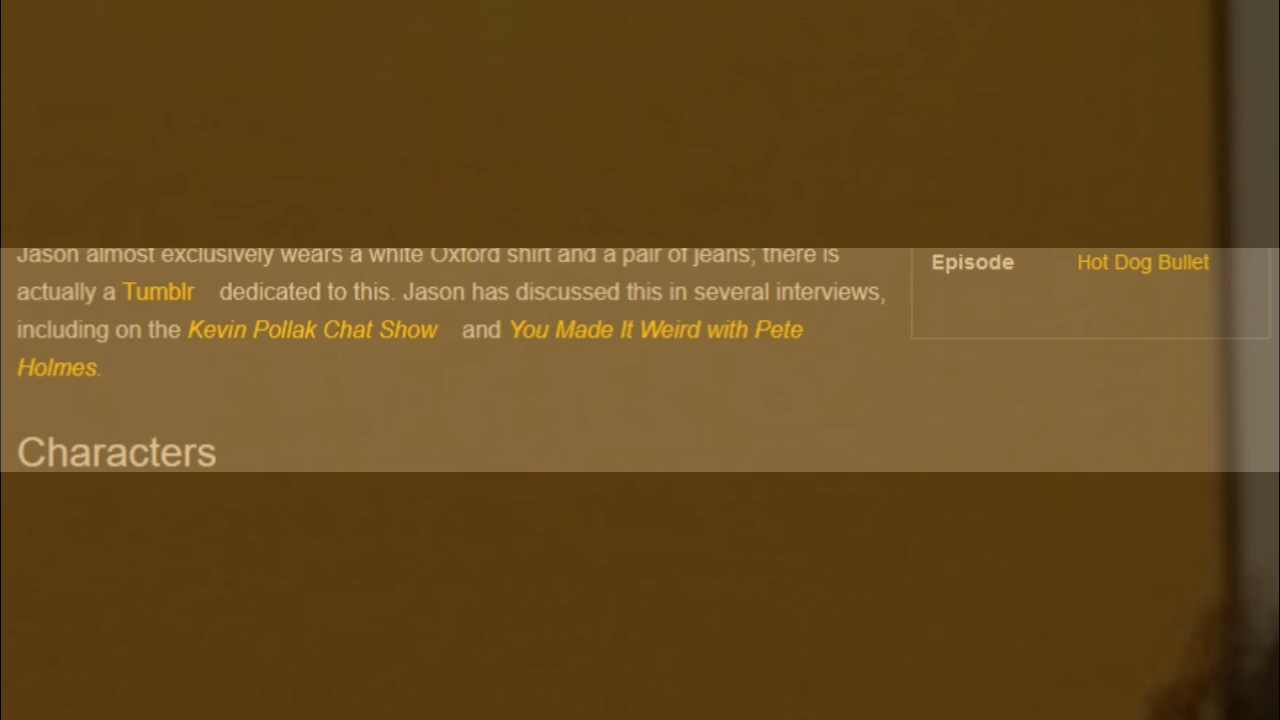 Jason almost exclusively wears a white Oxford shirt and a pair of jeans; there is
actually a Tumblr dedicated to this. Jason has discussed this in several interviews,
including on the Kevin Pollak Chat Show and You Made It Weird with Pete
Holmes.
Episode Hot Dog Bullet
Characters